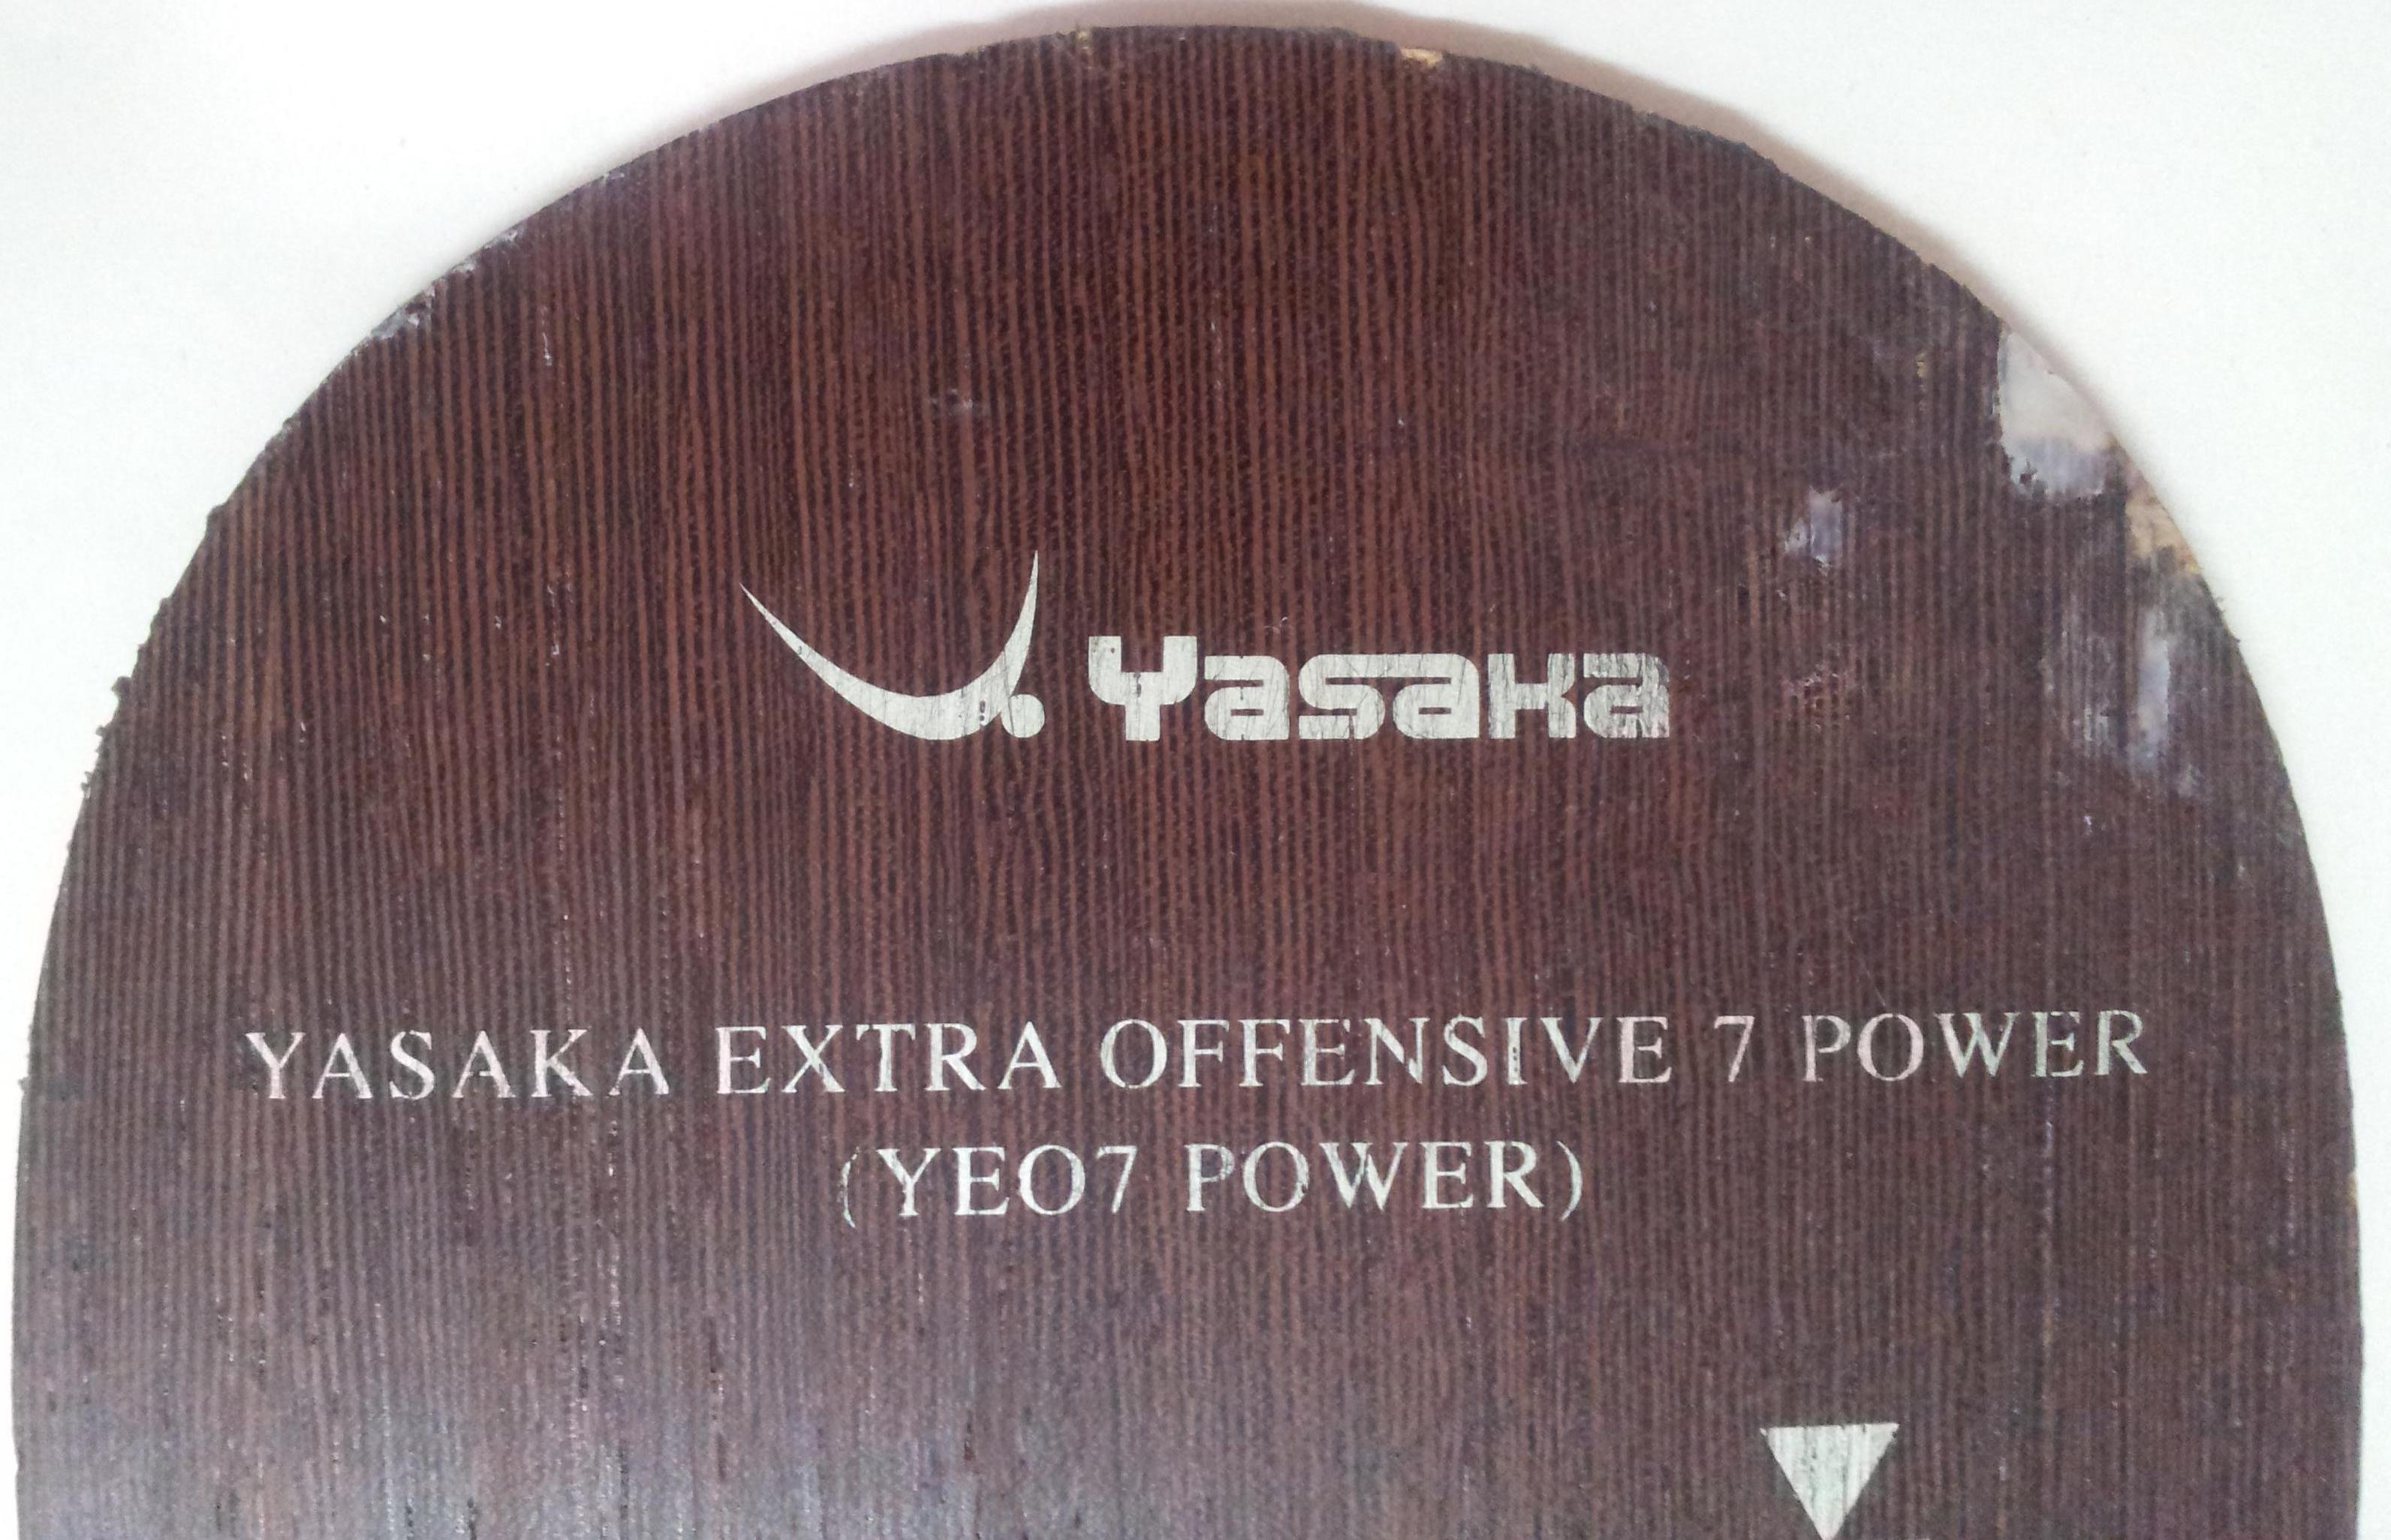 Yasaka
YASAKA EXTRA OFFENSIVE 7 POWER
(YEO7 POWER)